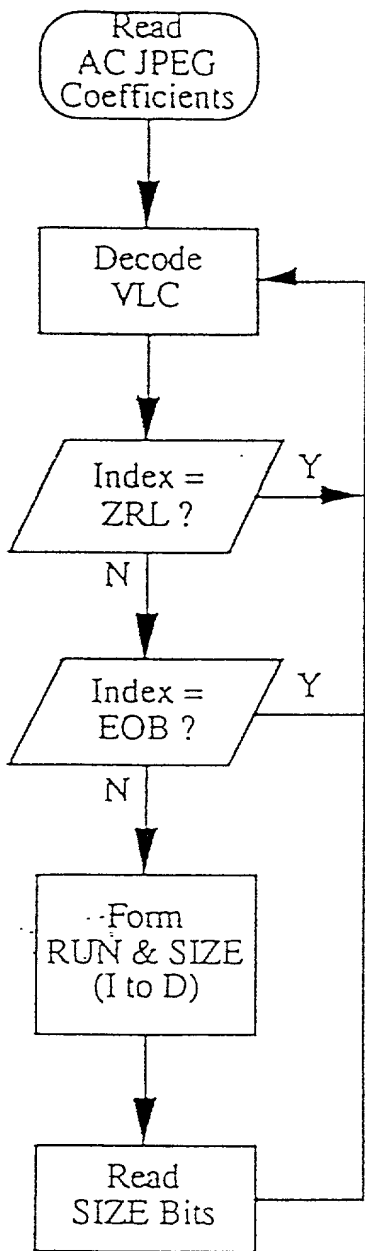 Read
AC JPEG
Coefficients
Decode
VLC
Index =
ZRL ?
Y
N
Index =
EOB ?
Y
N
Form
RUN & SIZE
(I to D)
Read
SIZE Bits